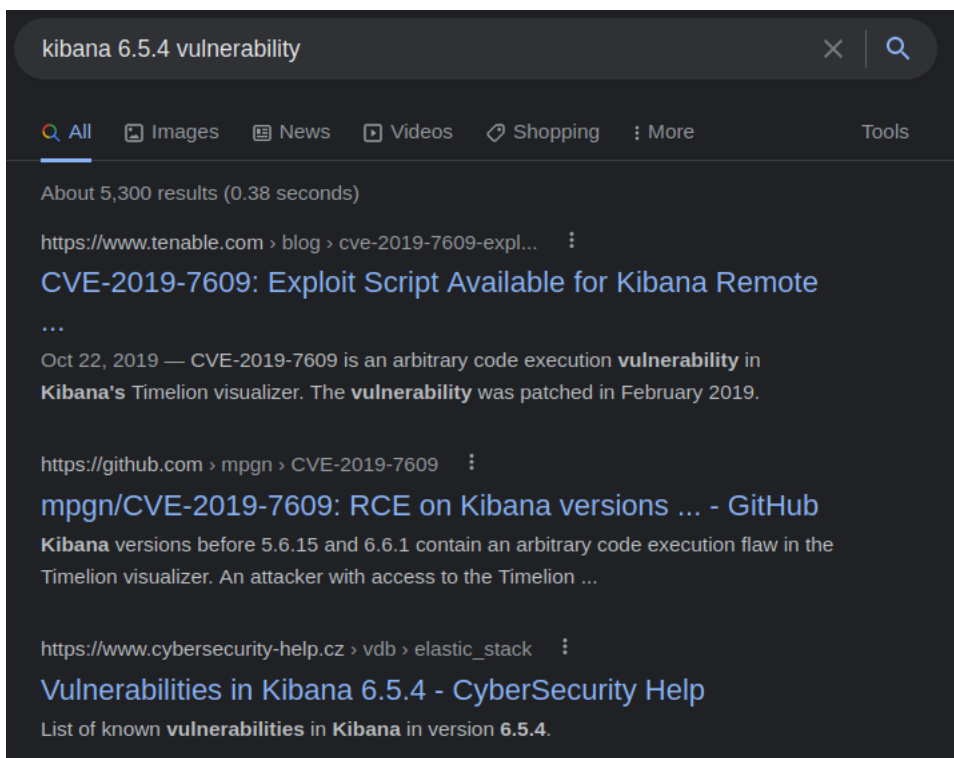 kibana 6.5.4 vulnerability
All Images News Videos Shopping More Tools
About 5,300 results (0.38 seconds)
https://www.tenable.com › blog › cve-2019-7609-expl...
CVE-2019-7609: Exploit Script Available for Kibana Remote
...
Oct 22, 2019 — CVE-2019-7609 is an arbitrary code execution vulnerability in
Kibana's Timelion visualizer. The vulnerability was patched in February 2019.
https://github.com › mpgn › CVE-2019-7609
mpgn/CVE-2019-7609: RCE on Kibana versions ... - GitHub
Kibana versions before 5.6.15 and 6.6.1 contain an arbitrary code execution flaw in the
Timelion visualizer. An attacker with access to the Timelion ...
https://www.cybersecurity-help.cz › vdb › elastic_stack
Vulnerabilities in Kibana 6.5.4 - CyberSecurity Help
List of known vulnerabilities in Kibana in version 6.5.4.